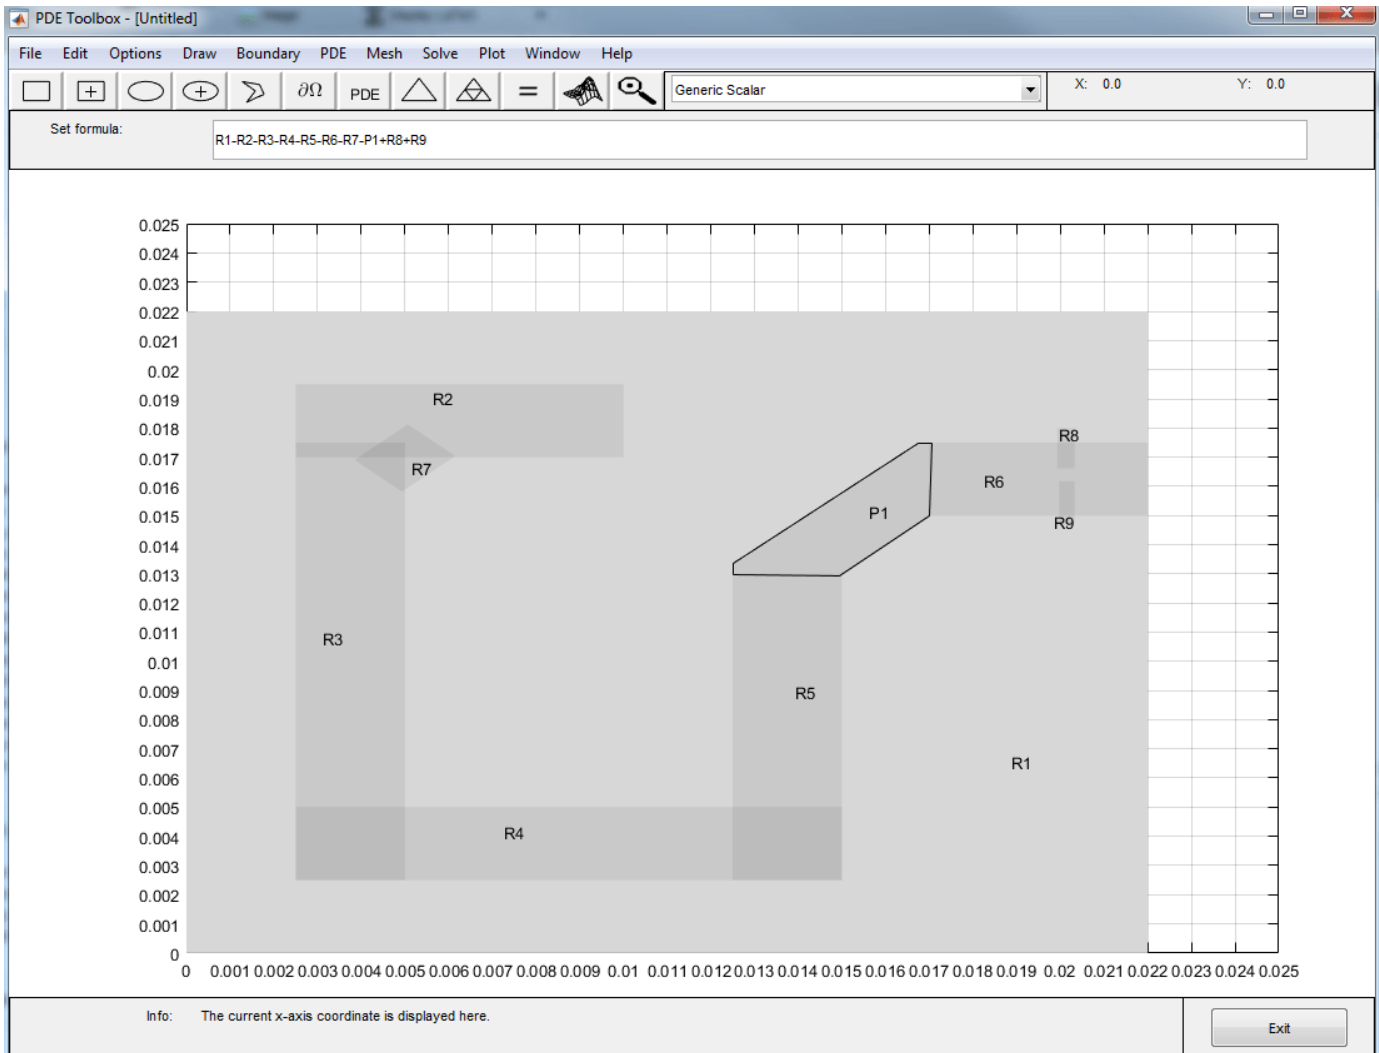 PDE Toolbox - [Untitled]
File Edit Options Draw Boundary PDE Mesh Solve Plot Window Help
∂Ω PDE = Generic Scalar X: 0.0 Y: 0.0
Set formula: R1-R2-R3-R4-R5-R6-R7-P1+R8+R9
0.025
0.024
0.023
0.022
0.021
0.02
0.019 R2
0.018 R8
0.017 R7
0.016 R6
0.015 P1 R9
0.014
0.013
0.012
0.011 R3
0.01
0.009 R5
0.008
0.007 R1
0.006
0.005
0.004 R4
0.003
0.002
0.001
0
0 0.001 0.002 0.003 0.004 0.005 0.006 0.007 0.008 0.009 0.01 0.011 0.012 0.013 0.014 0.015 0.016 0.017 0.018 0.019 0.02 0.021 0.022 0.023 0.024 0.025
Info: The current x-axis coordinate is displayed here. Exit